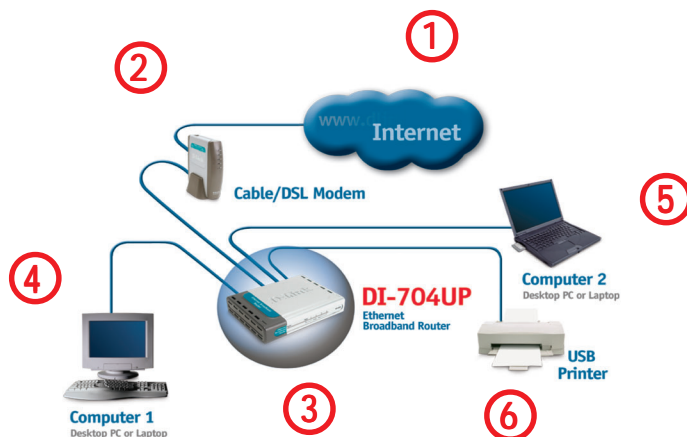 1
2
www.d
Internet
Cable/DSL Modem
5
4
DI-704UP
Ethernet
Broadband Router
D-Link
Computer 2
Desktop PC or Laptop
USB
Printer
3
6
Computer 1
Desktop PC or Laptop